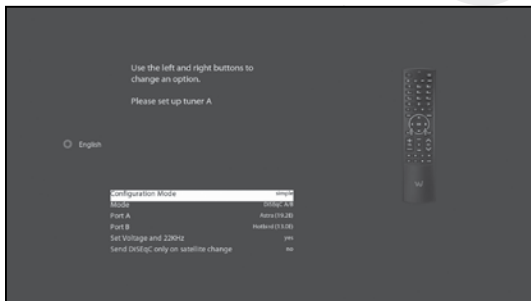 Use the left and right buttons to
change an option.
Please set up tuner A
English
Configuration Mode simple
Mode DiSEqC A/B
Port A Astra (19.2E)
Port B Hotbird (13.0E)
Set Voltage and 22KHz yes
Send DiSEqC only on satellite change no